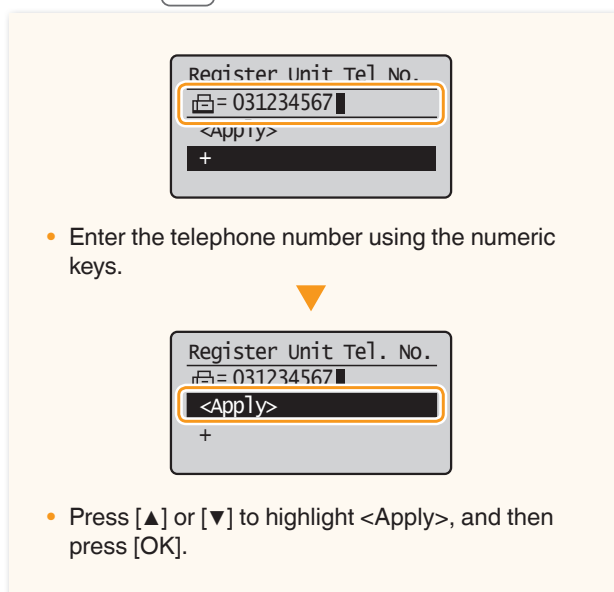 Register Unit Tel No.
= 031234567
<Apply>
+
• Enter the telephone number using the numeric
keys.
Register Unit Tel. No.
= 031234567
<Apply>
+
• Press [▲] or [▼] to highlight <Apply>, and then
press [OK].